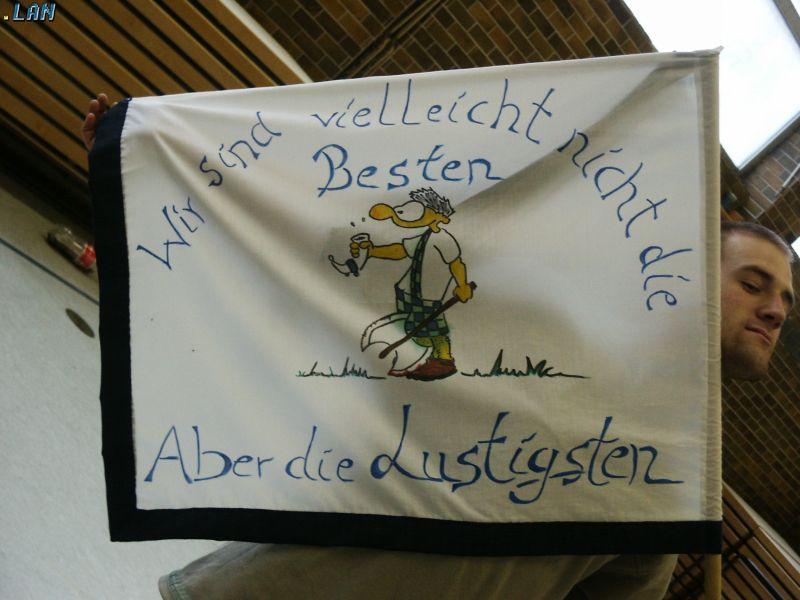 .LAN
Wir sind vielleicht nicht die
Besten
Aber die Lustigsten